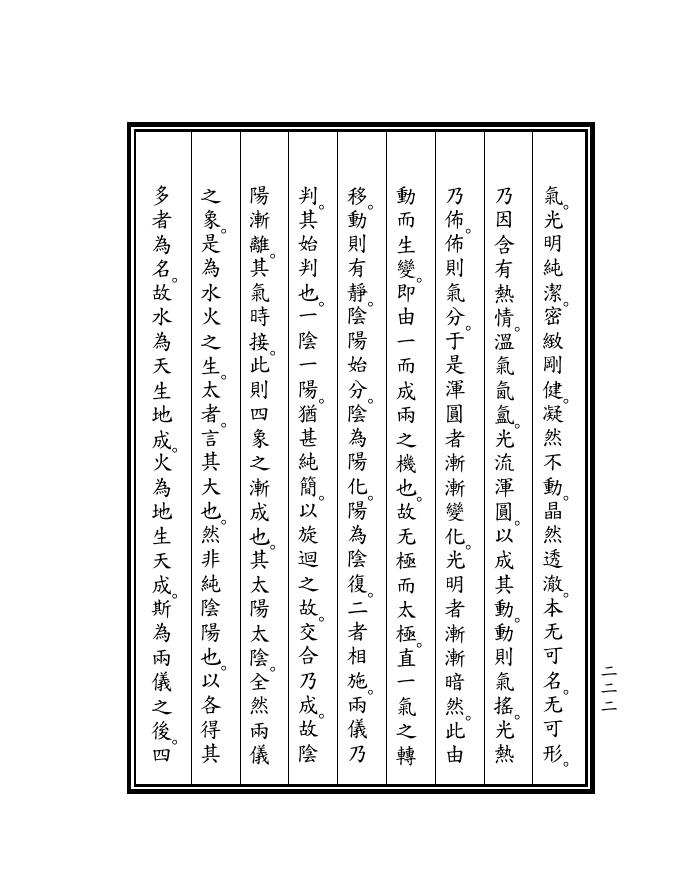 氣。光明純潔。密緻剛健。凝然不動。晶然透澈。本无可名。无可形。
乃因含有熱情。溫氣氤氳。光流渾圓。以成其動。動則氣搖。光熱
乃佈。佈則氣分。于是渾圓者漸漸變化。光明者漸漸暗然。此由
動而生變。即由一而成兩之機也。故无極而太極。直一氣之轉
移。動則有靜。陰陽始分。陰為陽化。陽為陰復。二者相施。兩儀乃
判。其始判也。一陰一陽。猶甚純簡。以旋迴之故。交合乃成。故陰
陽漸離。其氣時接。此則四象之漸成也。其太陽太陰。全然兩儀
之象。是為水火之生。太者。言其大也。然非純陰陽也。以各得其
多者為名。故水為天生地成。火為地生天成。斯為兩儀之後。四
二二二